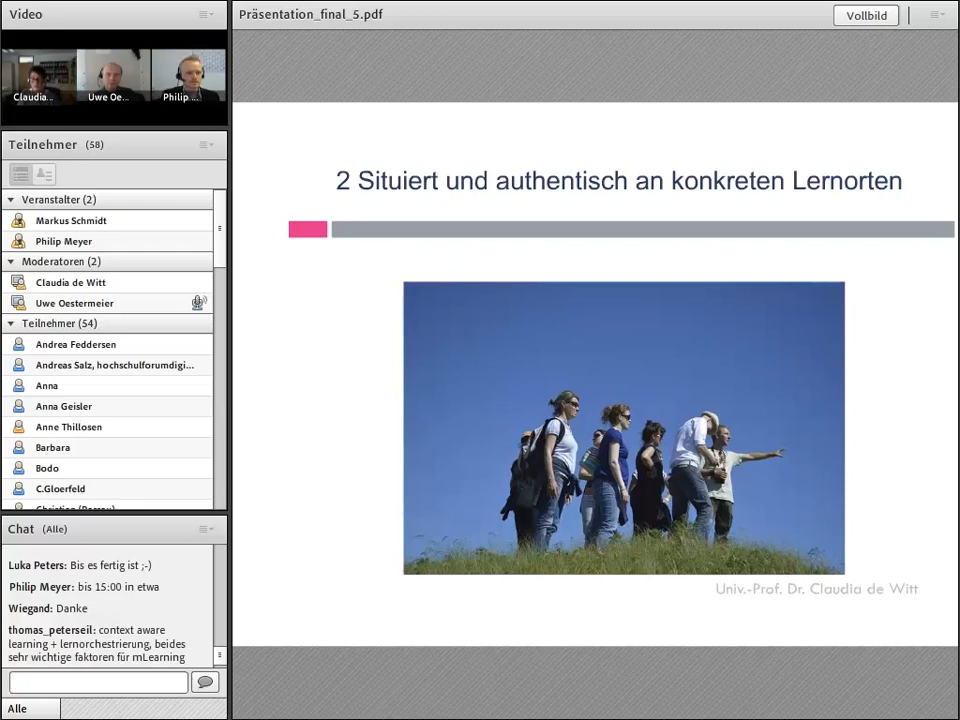 Video
Claudia...
Uwe Oe...
Philip ...
Teilnehmer (58)
Veranstalter (2)
Markus Schmidt
Philip Meyer
Moderatoren (2)
Claudia de Witt
Uwe Oestermeier
Teilnehmer (54)
Andrea Feddersen
Andreas Salz, hochschulforumdigi...
Anna
Anna Geisler
Anne Thillosen
Barbara
Bodo
C.Gloerfeld
Chat (Alle)
Luka Peters: Bis es fertig ist ;-)
Philip Meyer: bis 15:00 in etwa
Wiegand: Danke
thomas_peterseil: context aware
learning + lernorchestrierung, beides
sehr wichtige faktoren für mLearning
Alle
Präsentation_final_5.pdf
Vollbild
2 Situiert und authentisch an konkreten Lernorten
Univ.-Prof. Dr. Claudia de Witt